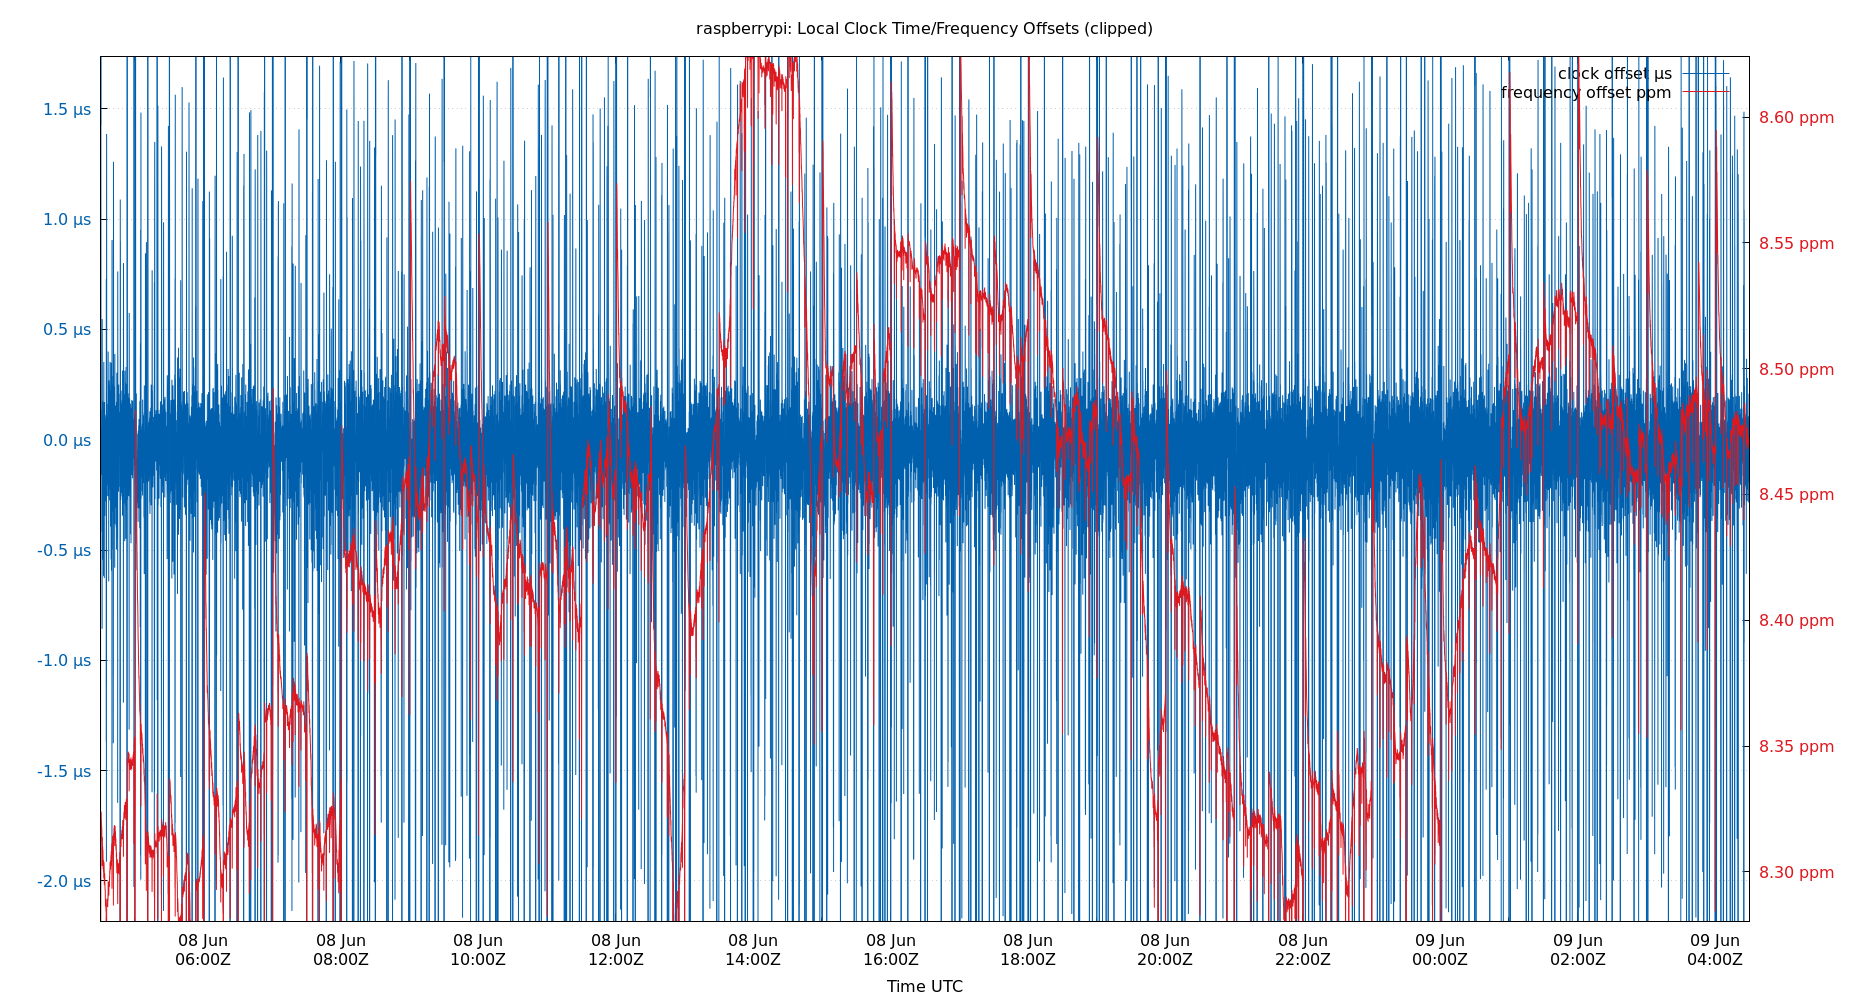 raspberrypi: Local Clock Time/Frequency Offsets (clipped)
clock offset µs
frequency offset ppm
1.5 µs
1.0 µs
0.5 µs
0.0 µs
-0.5 µs
-1.0 µs
-1.5 µs
-2.0 µs
8.60 ppm
8.55 ppm
8.50 ppm
8.45 ppm
8.40 ppm
8.35 ppm
8.30 ppm
08 Jun 08 Jun 08 Jun 08 Jun 08 Jun 08 Jun 08 Jun 08 Jun 08 Jun 09 Jun 09 Jun 09 Jun
06:00Z 08:00Z 10:00Z 12:00Z 14:00Z 16:00Z 18:00Z 20:00Z 22:00Z 00:00Z 02:00Z 04:00Z
Time UTC